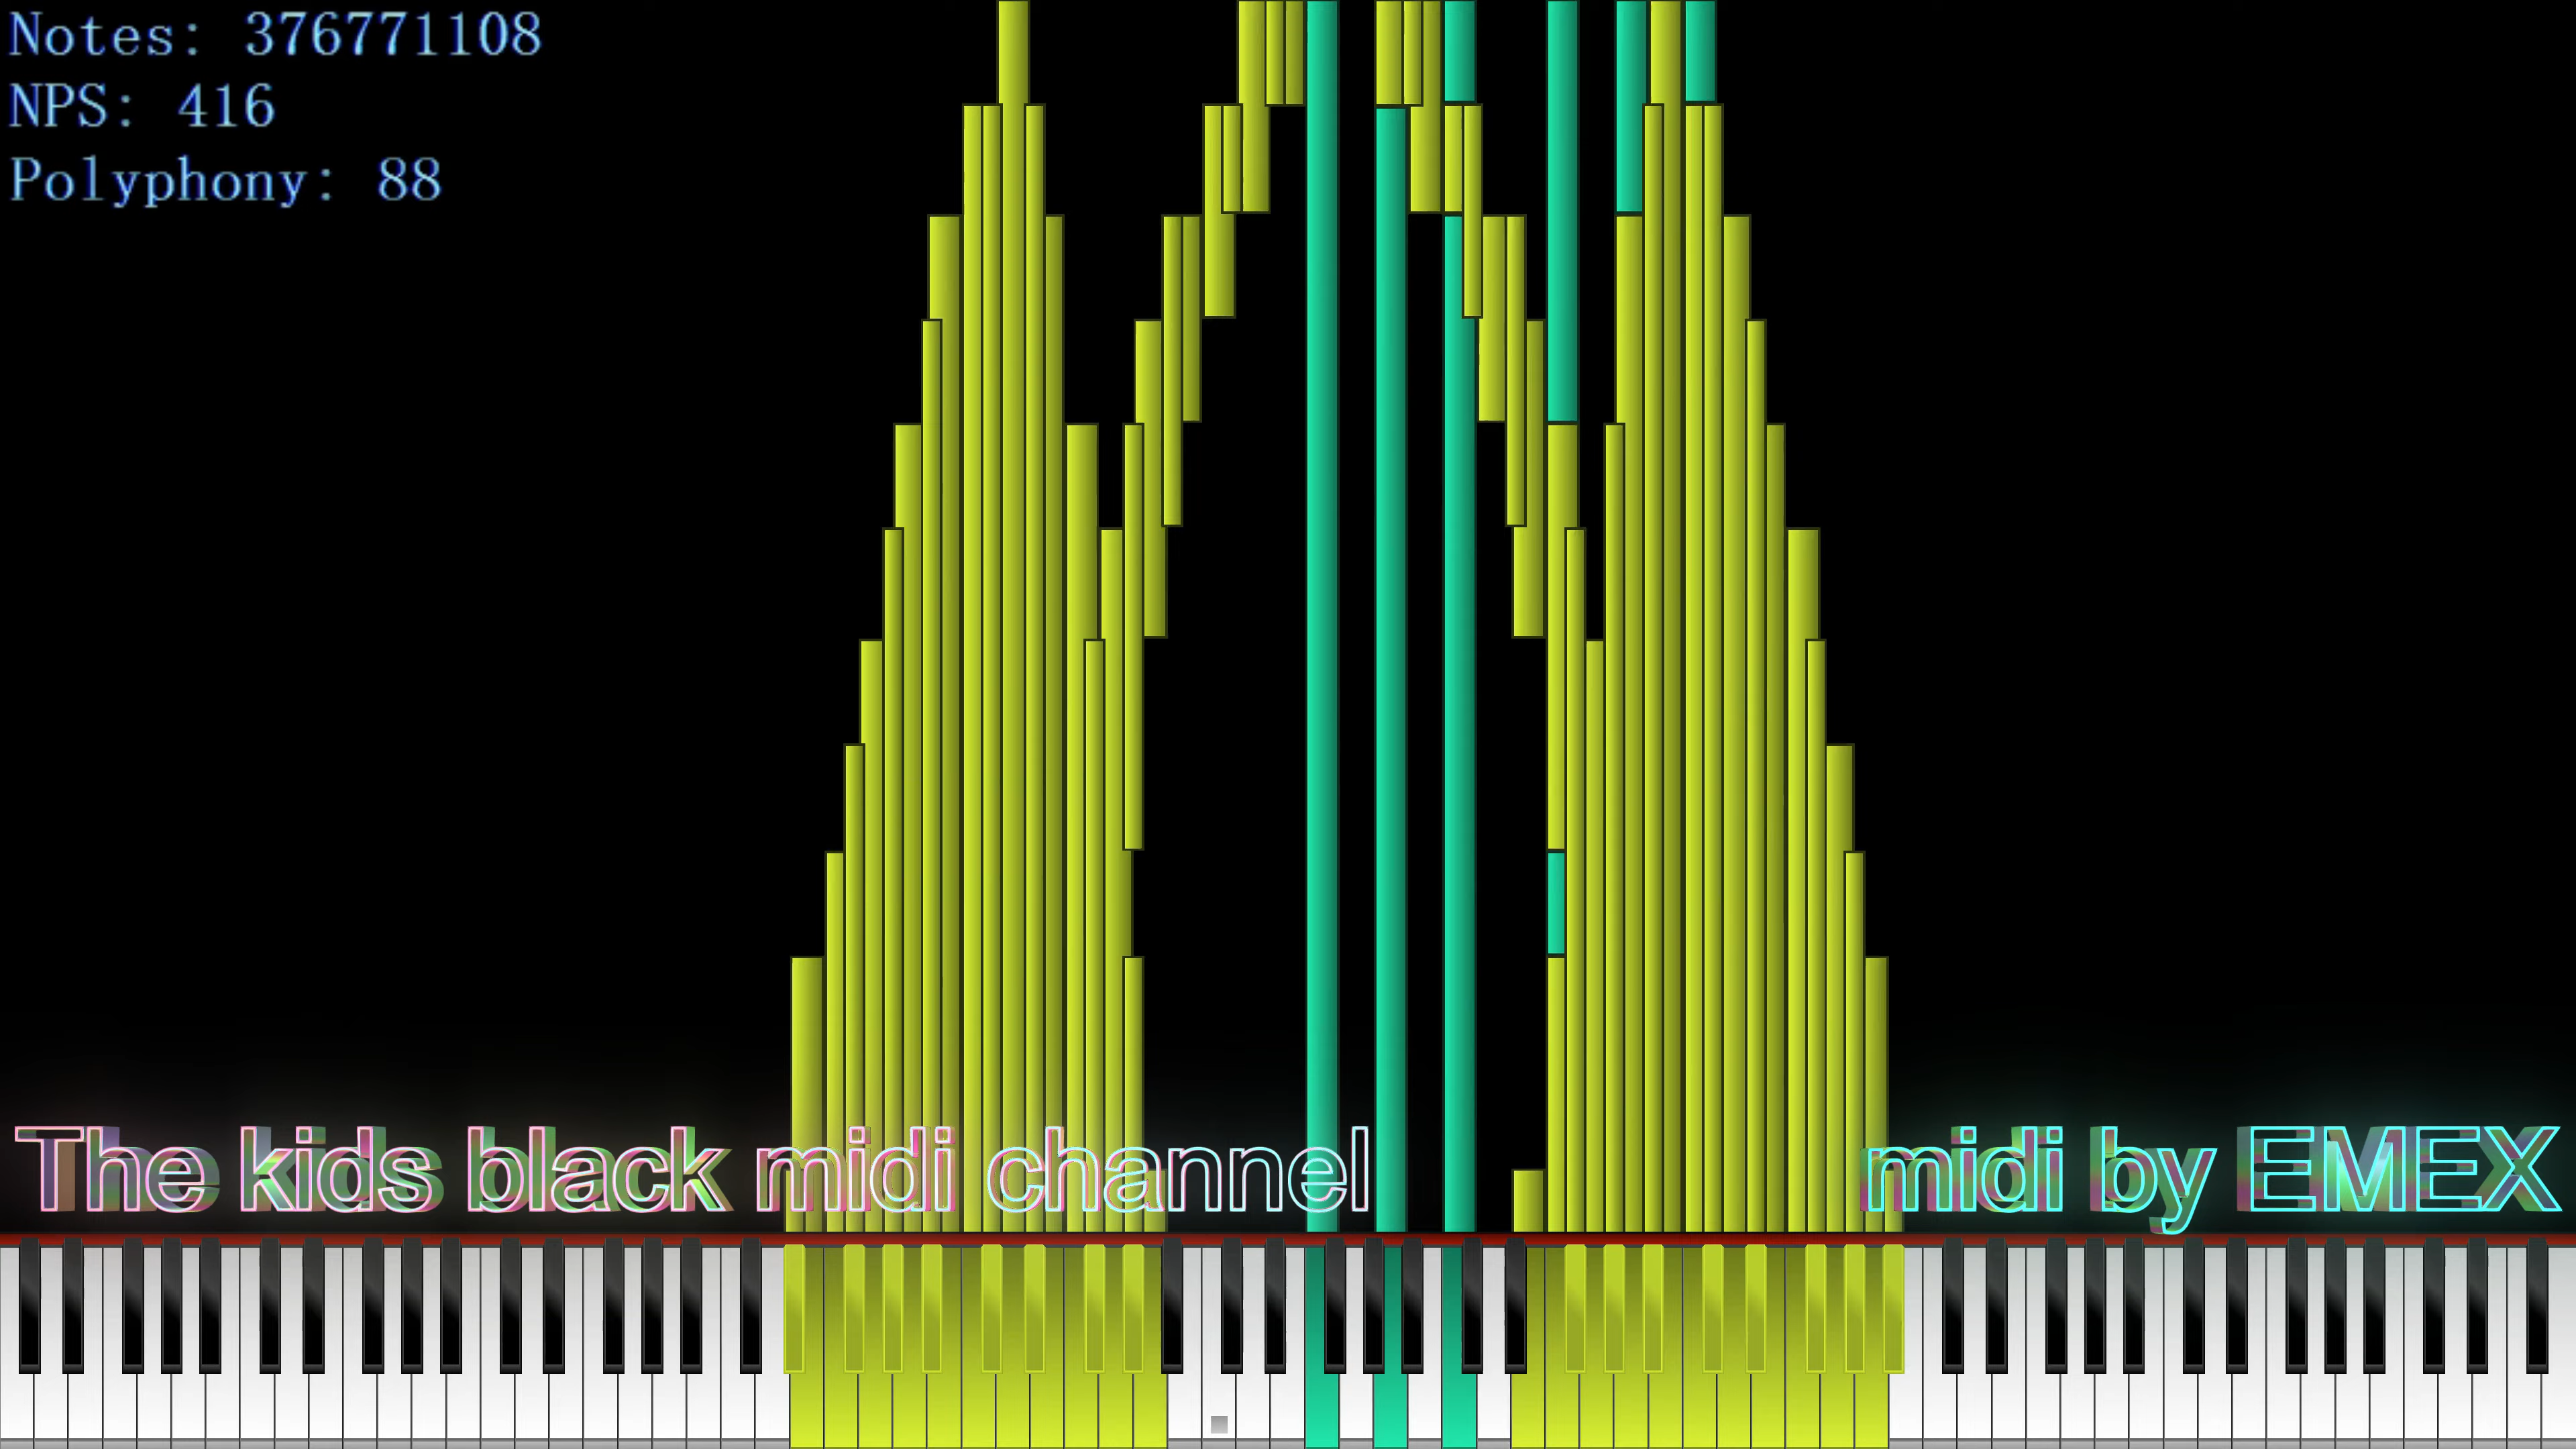 Notes: 376771108
NPS: 416
Polyphony: 88
The kids black midi channel
midi by EMEX